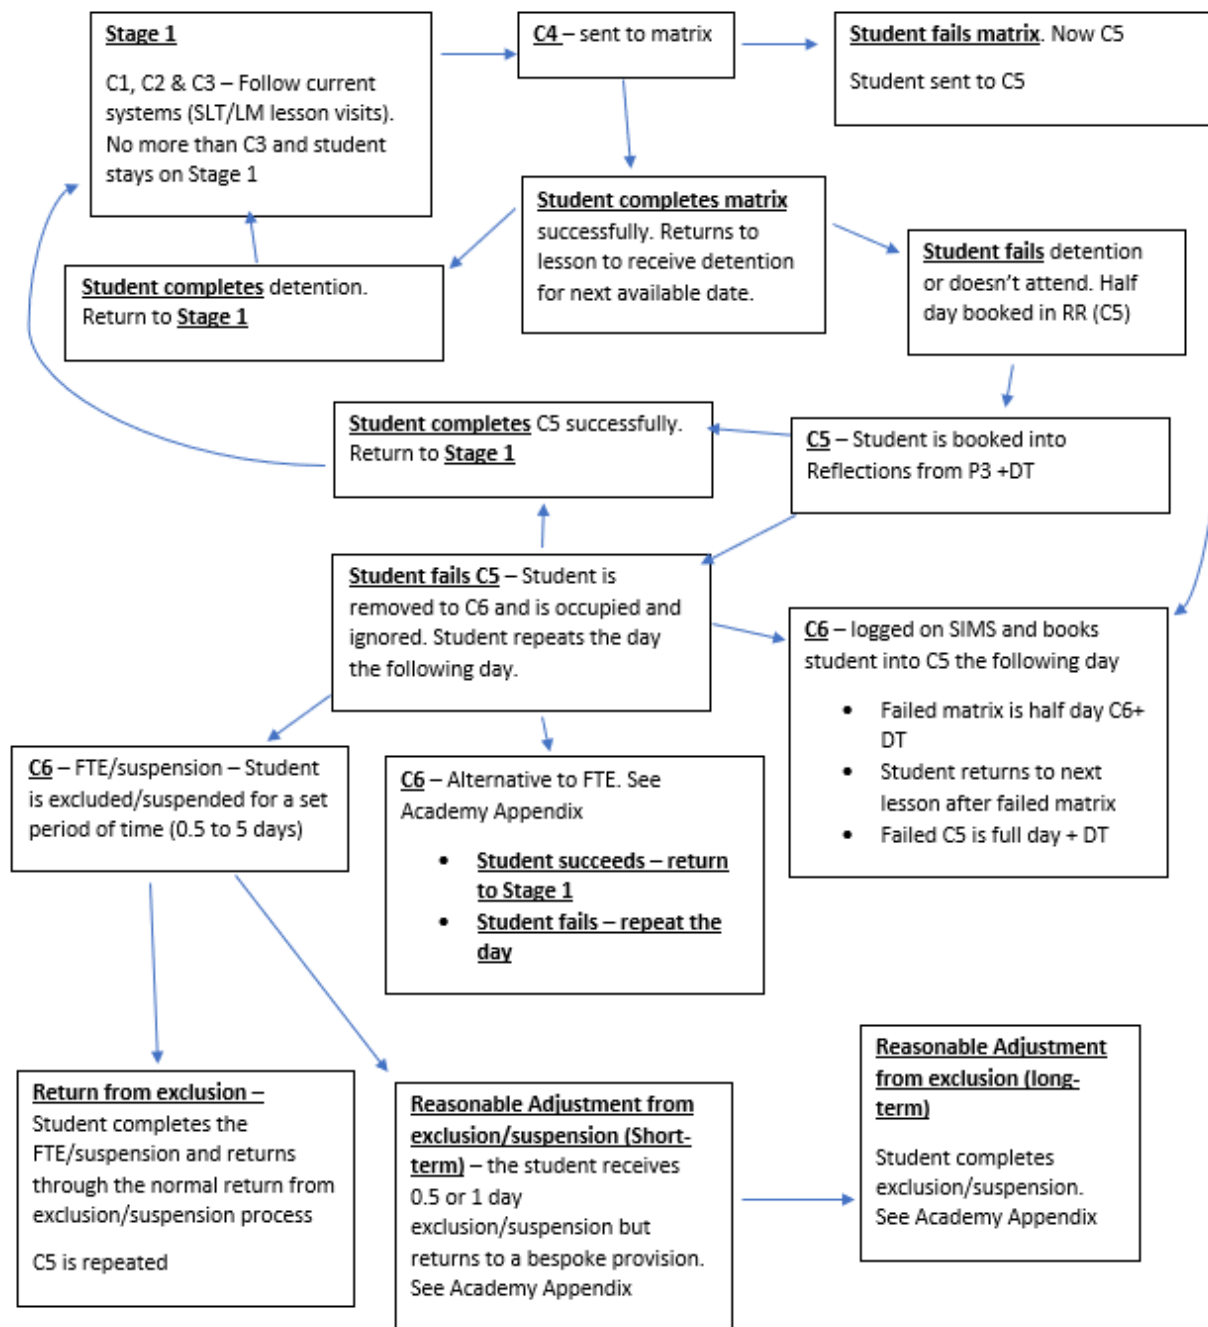 Stage 1
C1, C2 & C3 – Follow current
systems (SLT/LM lesson visits).
No more than C3 and student
stays on Stage 1
C4 – sent to matrix
Student fails matrix. Now C5
Student sent to C5
Student completes matrix
successfully. Returns to
lesson to receive detention
for next available date.
Student fails detention
or doesn't attend. Half
day booked in RR (C5)
Student completes detention.
Return to Stage 1
Student completes C5 successfully.
Return to Stage 1
C5 – Student is booked into
Reflections from P3 +DT
Student fails C5 – Student is
removed to C6 and is occupied and
ignored. Student repeats the day
the following day.
C6 – logged on SIMS and books
student into C5 the following day
• Failed matrix is half day C6+
DT
• Student returns to next
lesson after failed matrix
• Failed C5 is full day + DT
C6 – FTE/suspension – Student
is excluded/suspended for a set
period of time (0.5 to 5 days)
C6 – Alternative to FTE. See
Academy Appendix
• Student succeeds – return
to Stage 1
• Student fails – repeat the
day
Return from exclusion –
Student completes the
FTE/suspension and returns
through the normal return from
exclusion/suspension process
C5 is repeated
Reasonable Adjustment from
exclusion/suspension (Short-
term) – the student receives
0.5 or 1 day
exclusion/suspension but
returns to a bespoke provision.
See Academy Appendix
Reasonable Adjustment
from exclusion (long-
term)
Student completes
exclusion/suspension.
See Academy Appendix